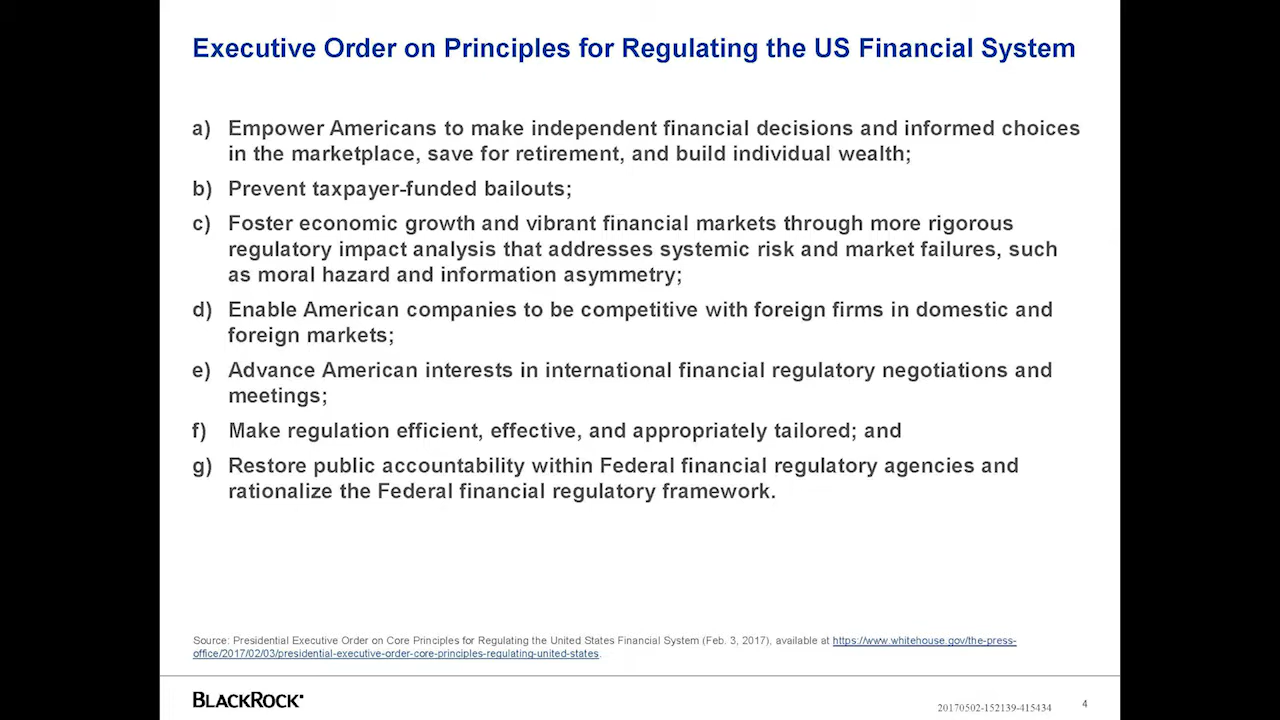 Executive Order on Principles for Regulating the US Financial System
a) Empower Americans to make independent financial decisions and informed choices
in the marketplace, save for retirement, and build individual wealth;
b) Prevent taxpayer-funded bailouts;
c) Foster economic growth and vibrant financial markets through more rigorous
regulatory impact analysis that addresses systemic risk and market failures, such
as moral hazard and information asymmetry;
d) Enable American companies to be competitive with foreign firms in domestic and
foreign markets;
e) Advance American interests in international financial regulatory negotiations and
meetings;
f) Make regulation efficient, effective, and appropriately tailored; and
g) Restore public accountability within Federal financial regulatory agencies and
rationalize the Federal financial regulatory framework.
Source: Presidential Executive Order on Core Principles for Regulating the United States Financial System (Feb. 3, 2017), available at https://www.whitehouse.gov/the-press-
office/2017/02/03/presidential-executive-order-core-principles-regulating-united-states.
BLACKROCK
20170502-152139-415434
4